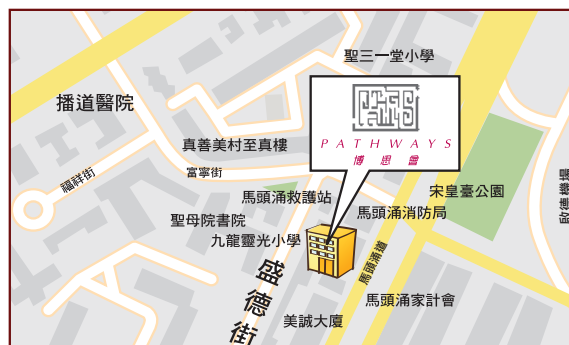 聖三一堂小學
播道醫院
PATHWAYS
博思會
真善美村至真樓
富寧街
福祥街
馬頭涌救護站
宋皇臺公園
聖母院書院
馬頭涌消防局
九龍靈光小學
盛德街
馬頭涌道
馬頭涌家計會
美誠大廈